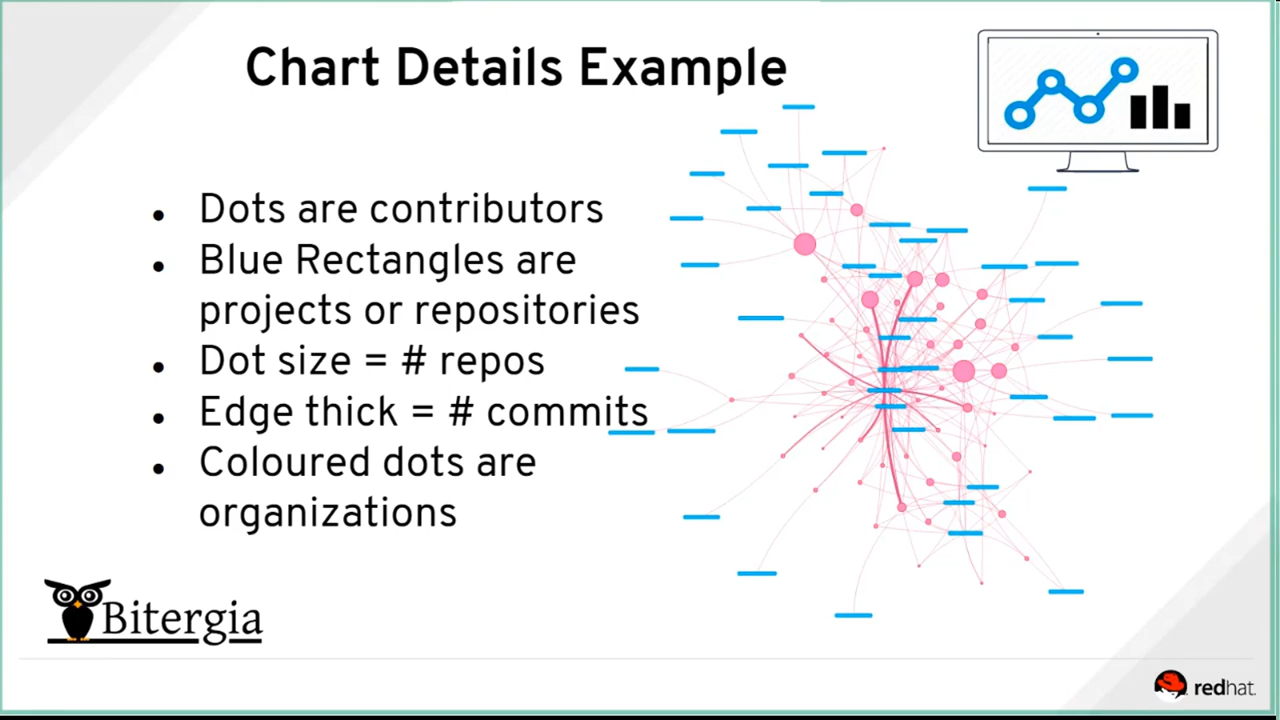 Chart Details Example
Dots are contributors
Blue Rectangles are
projects or repositories
Dot size = # repos
Edge thick = # commits
Coloured dots are
organizations
Bitergia
redhat.